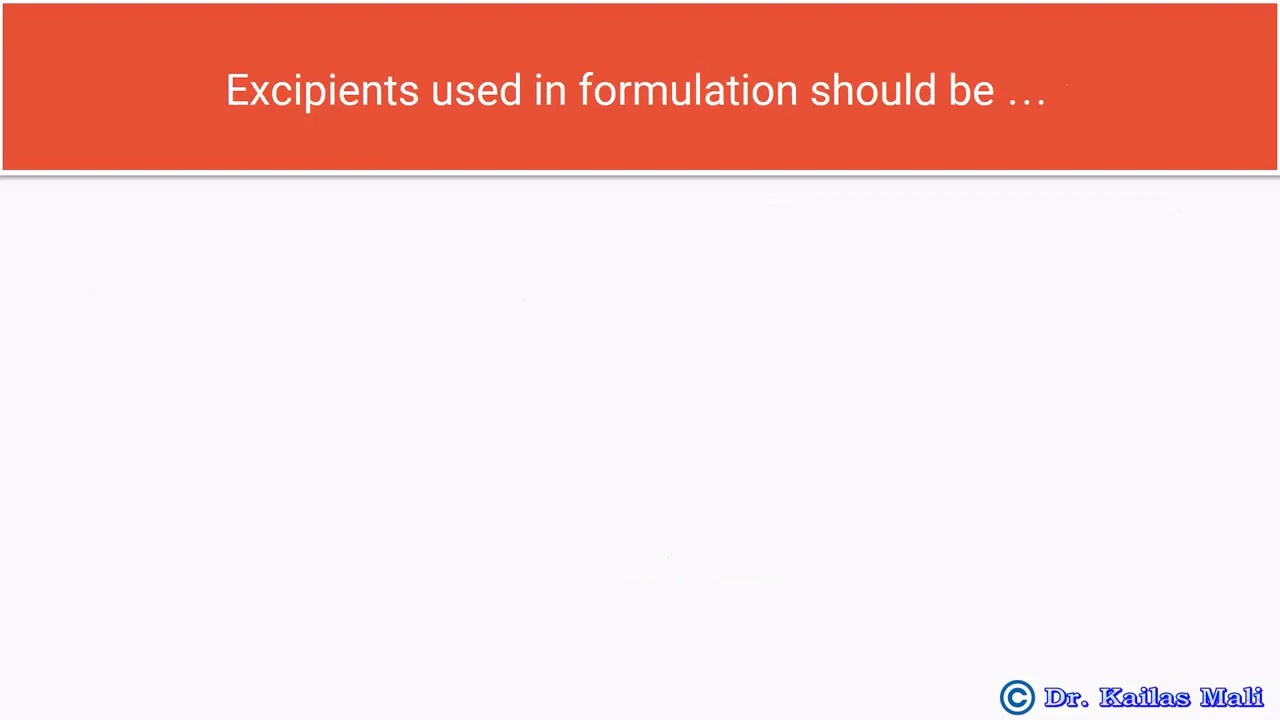 Excipients used in formulation should be …
© Dr. Kailas Mali